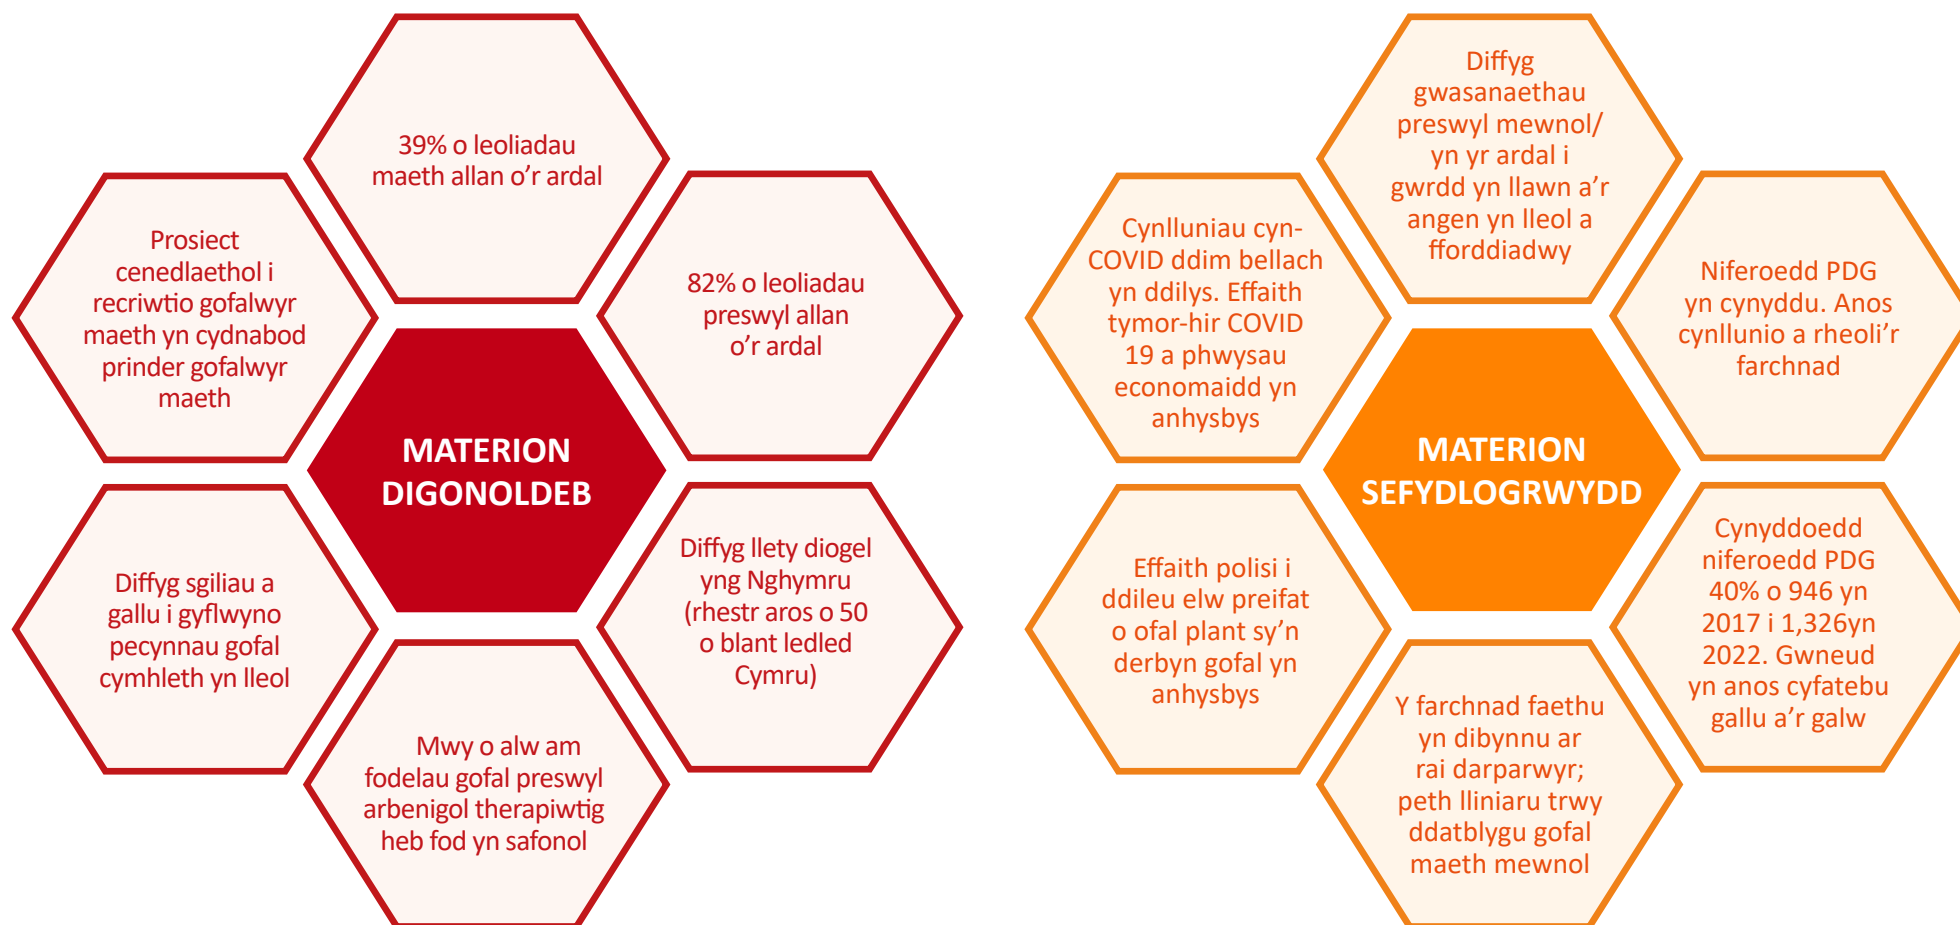 39% o leoliadau
maeth allan o'r ardal
82% o leoliadau
preswyl allan
o'r ardal
Diffyg llety diogel
yng Nghymru
(rhestr aros o 50
o blant ledled
Cymru)
Mwy o alw am
fodelau gofal preswyl
arbenigol therapiwtig
heb fod yn safonol
Diffyg sgiliau a
gallu i gyflwyno
pecynnau gofal
cymhleth yn lleol
Prosiect
cenedlaethol i
recriwtio gofalwyr
maeth yn cydnabod
prinder gofalwyr
maeth
MATERION
DIGONOLDEB
Diffyg
gwasanaethau
preswyl mewnol/
yn yr ardal i
gwrdd yn llawn a'r
angen yn lleol a
fforddiadwy
Niferoedd PDG
yn cynyddu. Anos
cynllunio a rheoli'r
farchnad
Cynyddoedd
niferoedd PDG
40% o 946 yn
2017 i 1,326yn
2022. Gwneud
yn anos cyfatebu
gallu a'r galw
Y farchnad faethu
yn dibynnu ar
rai darparwyr;
peth lliniaru trwy
ddatblygu gofal
maeth mewnol
Effaith polisi i
ddileu elw preifat
o ofal plant sy'n
derbyn gofal yn
anhysbys
Cynlluniau cyn-
COVID ddim bellach
yn ddilys. Effaith
tymor-hir COVID
19 a phwysau
economaidd yn
anhysbys
MATERION
SEFYDLOGRWYDD